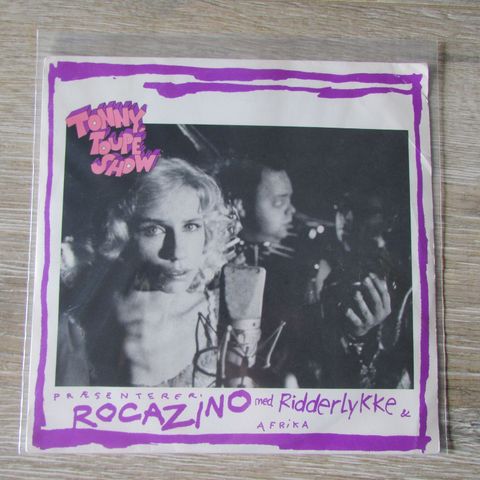 TONNY
TOUPÉ
SHOW
PRÆSENTERER:
ROCAZINO med RiddERLyKKE &
AFRiKA